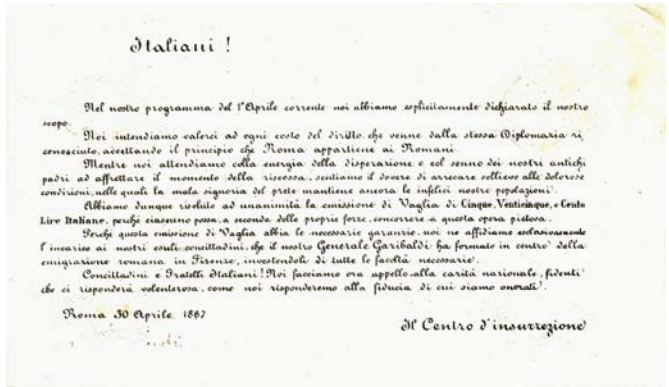 Italiani !
Nel nostro programma del 1º Aprile corrente noi abbiamo esplicitamente dichiarato il nostro
scopo.
Noi intendiamo valerci ad ogni costo del diritto che venne dalla stessa Diplomazia ri
conosciuto, accettando il principio che Roma appartiene ai Romani.
Mentre noi attendiamo colla energia della disperazione e col senno dei nostri antichi
padri ad affrettare il momento della riscossa, sentiamo il dovere di arrecare sollievo alle dolorose
condizioni, nelle quali la mala signoria del prete mantiene ancora le infelici nostre popolazioni.
Abbiamo dunque risoluto ad unanimità la emissione di Vaglia di Cinque, Venticinque, e Cento
Lire Italiane, perchè ciascuno possa, a seconda delle proprie forze, concorrere a questa opera pietosa.
Perchè questa emissione di Vaglia abbia le necessarie garanzie, noi ne affidiamo esclusivamente
l'incarico ai nostri esuli concittadini, che il nostro Generale Garibaldi ha formato in centro della
emigrazione romana in Firenze, investendoli di tutte le facoltà necessarie.
Concittadini e Fratelli Italiani! Noi facciamo ora appello alla carità nazionale, fidenti
che ci risponderà volenterosa, come noi risponderemo alla fiducia di cui siamo onorati.
Roma 30 Aprile 1867
Il Centro d'insurrezione